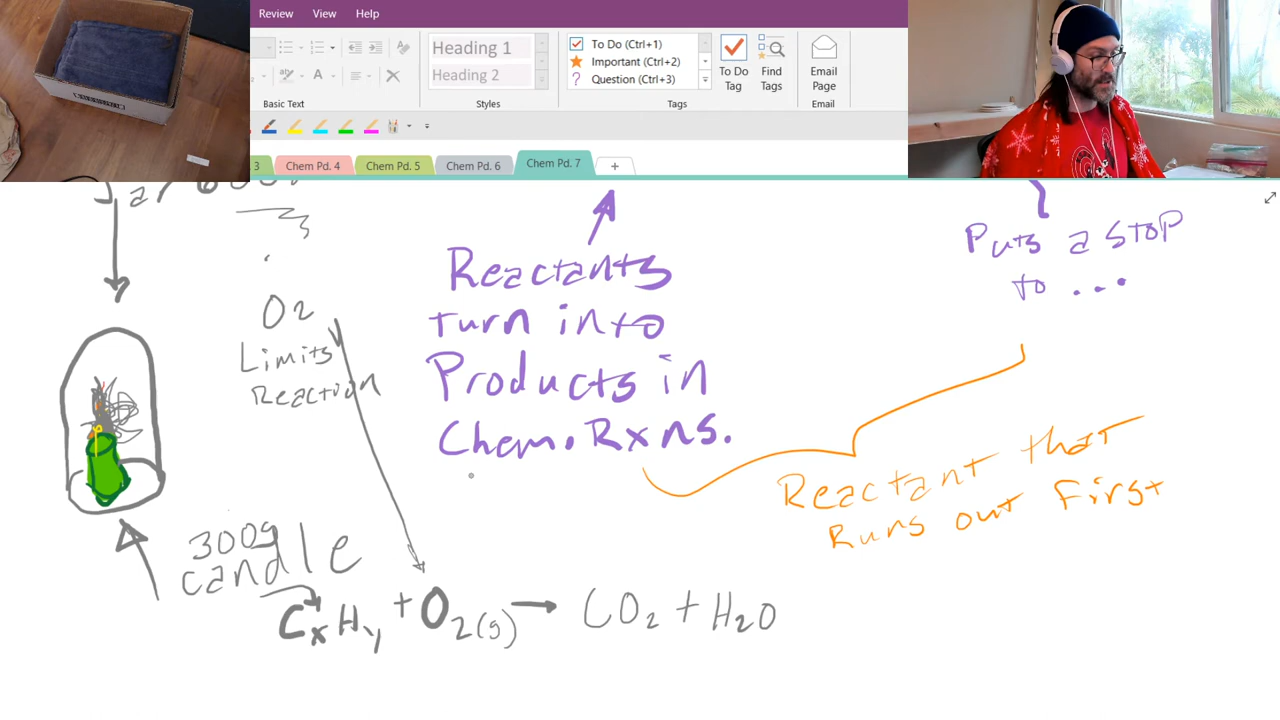 Review View Help
Heading 1
Heading 2
To Do (Ctrl+1)
Important (Ctrl+2)
Question (Ctrl+3)
To Do
Tag
Find
Tags
Email
Page
Basic Text
Styles
Tags
Email
3 Chem Pd. 4 Chem Pd. 5 Chem Pd. 6 Chem Pd. 7 +
Reactants
turn into
Products in
Chem. Rxns.
Puts a stop
to ...
O2
Limits
Reaction
Reactant that
Runs out First
300g
candle
CxHy + O2(g) → CO2 + H2O